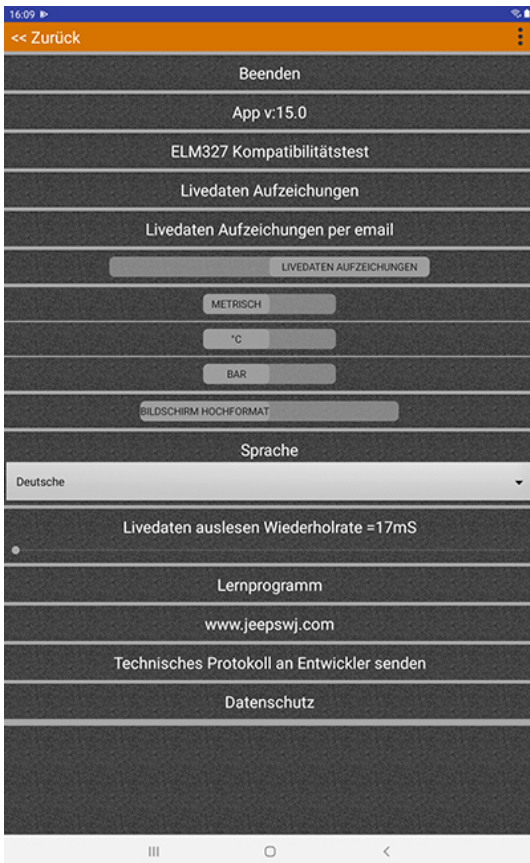 16:09
<< Zurück
Beenden
App v:15.0
ELM327 Kompatibilitätstest
Livedaten Aufzeichungen
Livedaten Aufzeichungen per email
LIVEDATEN AUFZEICHUNGEN
METRISCH
°C
BAR
BILDSCHIRM HOCHFORMAT
Sprache
Deutsche
Livedaten auslesen Wiederholrate =17mS
Lernprogramm
www.jeepswj.com
Technisches Protokoll an Entwickler senden
Datenschutz